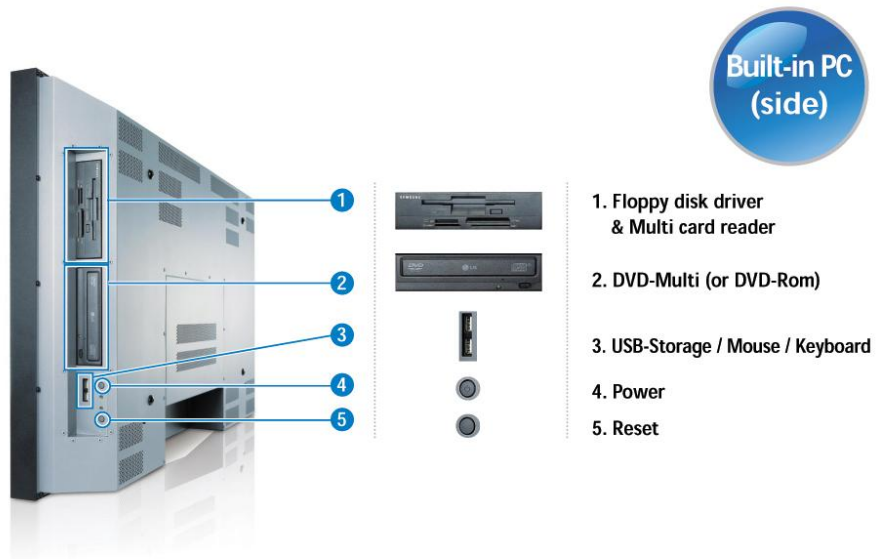 Built-in PC
(side)
1
2
3
4
5
SAMSUNG
DVD
LG
1. Floppy disk driver
& Multi card reader
2. DVD-Multi (or DVD-Rom)
3. USB-Storage / Mouse / Keyboard
4. Power
5. Reset